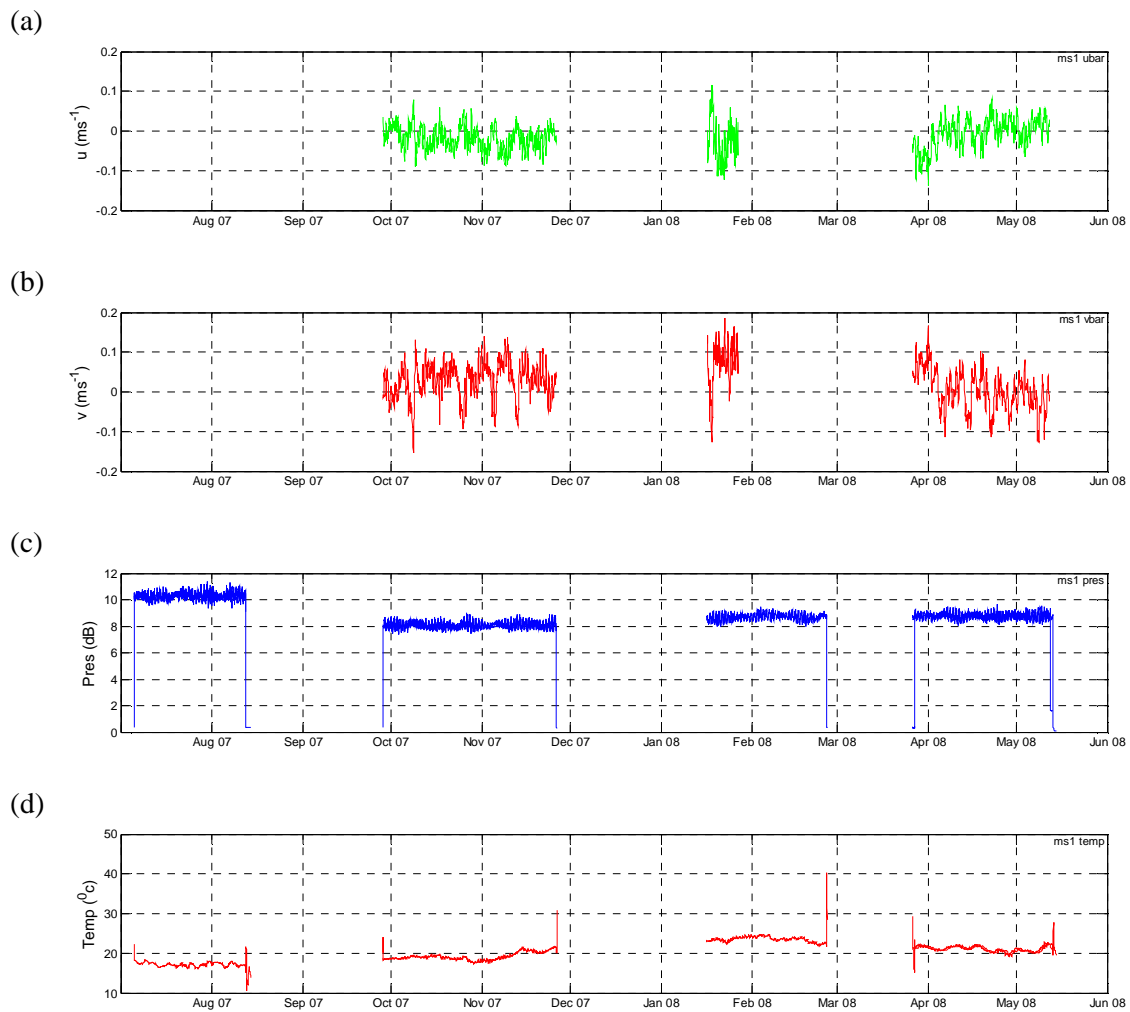 (a)
0.2
0.1
0
-0.1
-0.2
u (ms-1)
ms1 ubar
Aug 07 Sep 07 Oct 07 Nov 07 Dec 07 Jan 08 Feb 08 Mar 08 Apr 08 May 08 Jun 08
(b)
0.2
0.1
0
-0.1
-0.2
v (ms-1)
ms1 vbar
Aug 07 Sep 07 Oct 07 Nov 07 Dec 07 Jan 08 Feb 08 Mar 08 Apr 08 May 08 Jun 08
(c)
12
10
8
6
4
2
0
Pres (dB)
ms1 pres
Aug 07 Sep 07 Oct 07 Nov 07 Dec 07 Jan 08 Feb 08 Mar 08 Apr 08 May 08 Jun 08
(d)
50
40
30
20
10
Temp (0c)
ms1 temp
Aug 07 Sep 07 Oct 07 Nov 07 Dec 07 Jan 08 Feb 08 Mar 08 Apr 08 May 08 Jun 08